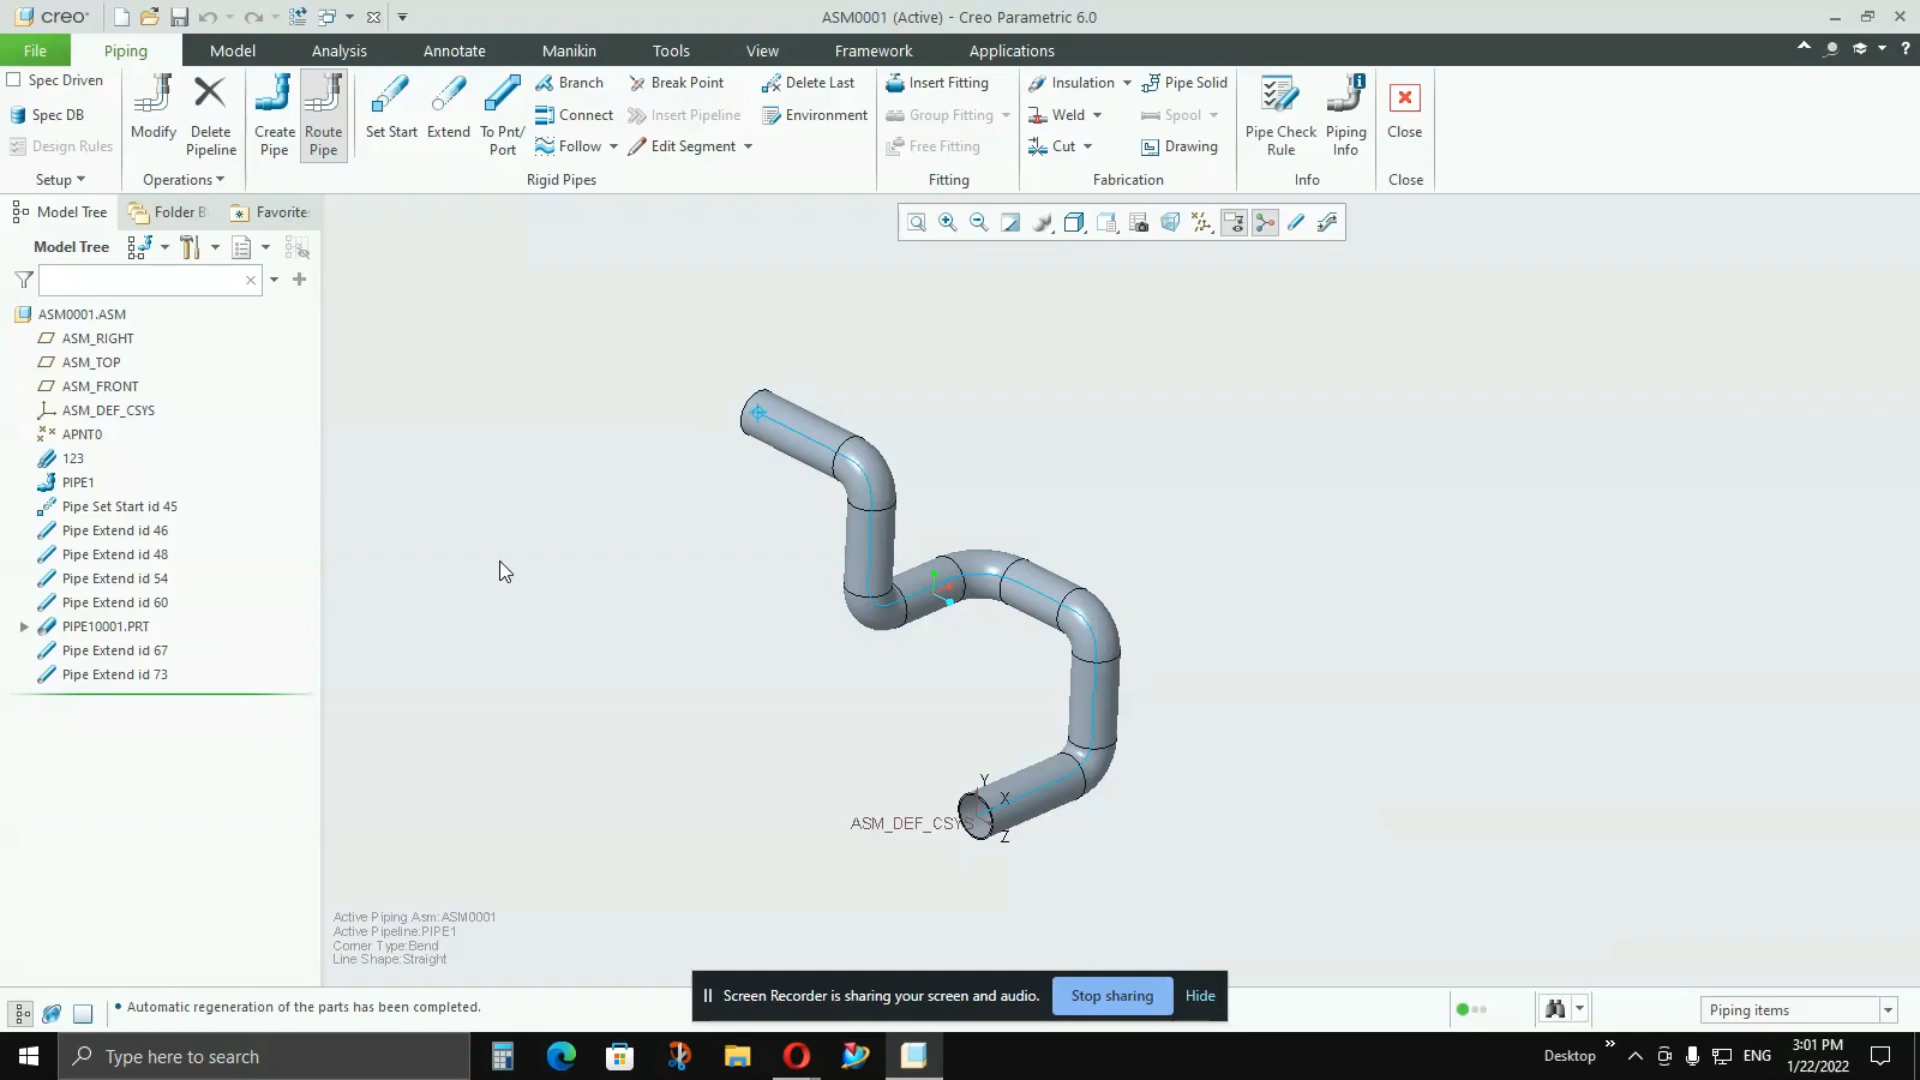 creo
ASM0001 (Active) - Creo Parametric 6.0
File
Piping
Model
Analysis
Annotate
Manikin
Tools
View
Framework
Applications
Spec Driven
Spec DB
Design Rules
Setup
Modify
Delete Pipeline
Operations
Create Pipe
Route Pipe
Set Start
Extend
To Pnt/ Port
Branch
Connect
Follow
Break Point
Insert Pipeline
Edit Segment
Delete Last
Environment
Rigid Pipes
Insert Fitting
Group Fitting
Free Fitting
Fitting
Insulation
Weld
Cut
Pipe Solid
Spool
Drawing
Fabrication
Pipe Check Rule
Piping Info
Info
Close
Close
Model Tree
Folder B
Favorite
Model Tree
ASM0001.ASM
ASM_RIGHT
ASM_TOP
ASM_FRONT
ASM_DEF_CSYS
APNT0
123
PIPE1
Pipe Set Start id 45
Pipe Extend id 46
Pipe Extend id 48
Pipe Extend id 54
Pipe Extend id 60
PIPE10001.PRT
Pipe Extend id 67
Pipe Extend id 73
Y
X
ASM_DEF_CSYS
Z
Active Piping Asm:ASM0001
Active Pipeline:PIPE1
Corner Type:Bend
Line Shape:Straight
Screen Recorder is sharing your screen and audio.
Stop sharing
Hide
• Automatic regeneration of the parts has been completed.
Piping items
Type here to search
Desktop
ENG
3:01 PM
1/22/2022